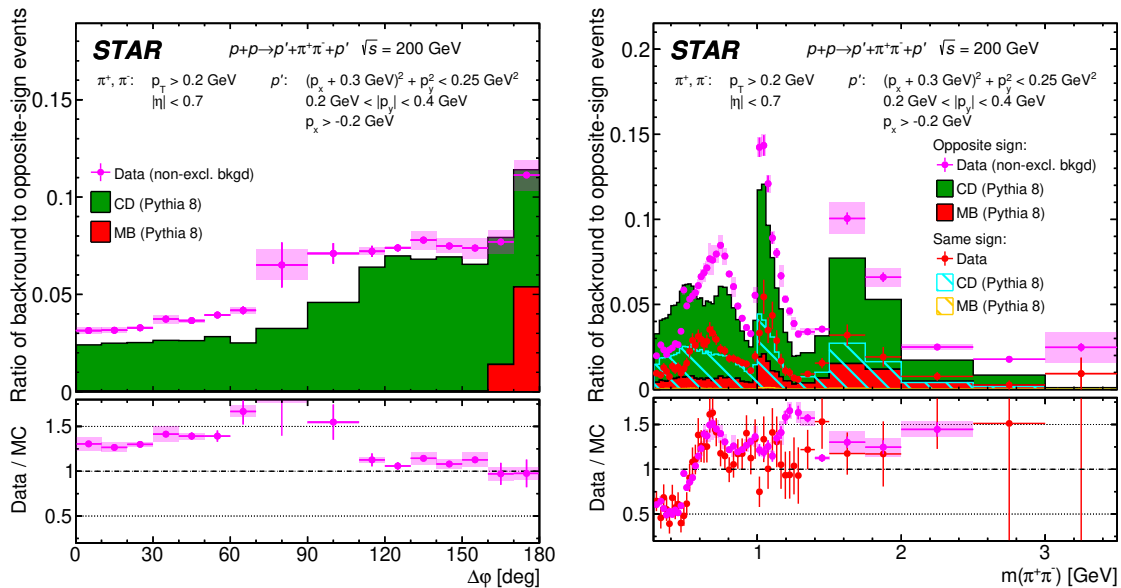 STAR p+p→p′+π⁺π⁻+p′ √s = 200 GeV
π⁺, π⁻: p_T > 0.2 GeV p′: (p_x + 0.3 GeV)² + p_y² < 0.25 GeV²
|η| < 0.7 0.2 GeV < |p_y| < 0.4 GeV
p_x > -0.2 GeV
Data (non-excl. bkgd)
CD (Pythia 8)
MB (Pythia 8)
Ratio of background to opposite-sign events
0.15
0.1
0.05
0
Data / MC
1.5
1
0.5
0 30 60 90 120 150 180
Δφ [deg]
STAR p+p→p′+π⁺π⁻+p′ √s = 200 GeV
π⁺, π⁻: p_T > 0.2 GeV p′: (p_x + 0.3 GeV)² + p_y² < 0.25 GeV²
|η| < 0.7 0.2 GeV < |p_y| < 0.4 GeV
p_x > -0.2 GeV
Opposite sign:
Data (non-excl. bkgd)
CD (Pythia 8)
MB (Pythia 8)
Same sign:
Data
CD (Pythia 8)
MB (Pythia 8)
Ratio of background to opposite-sign events
0.2
0.15
0.1
0.05
0
Data / MC
1.5
1
0.5
1 2 3
m(π⁺π⁻) [GeV]